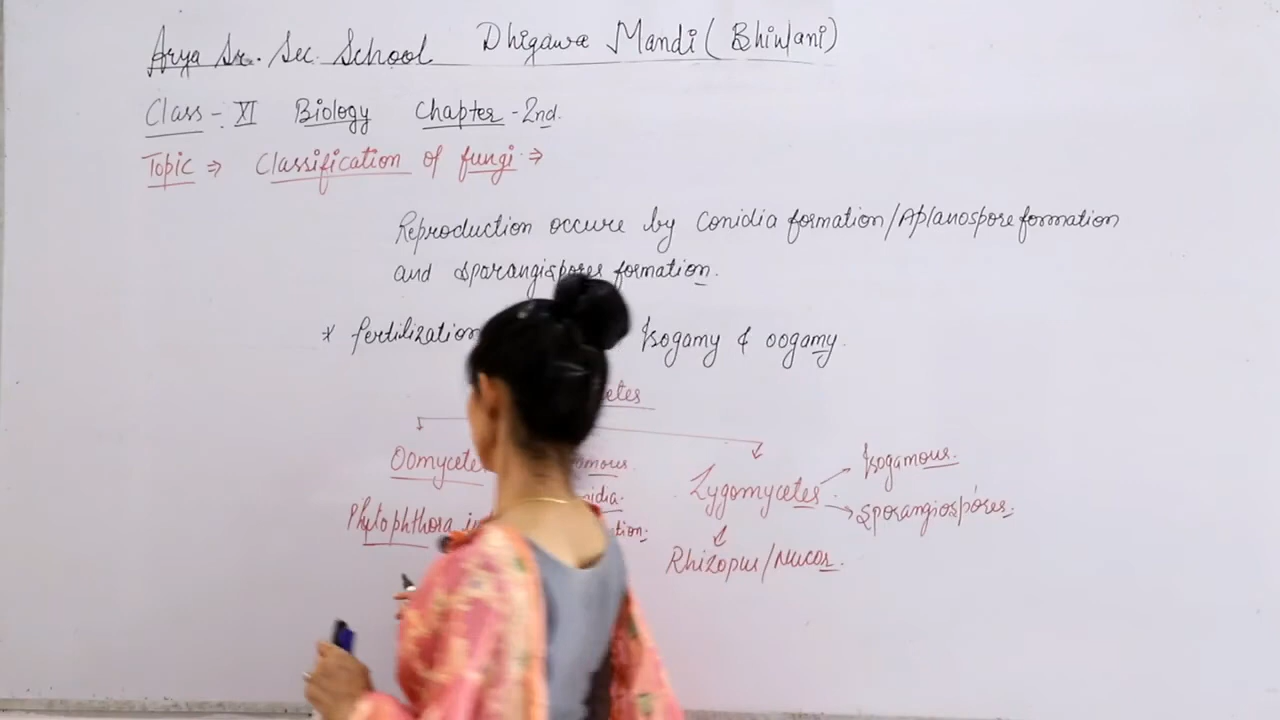 Arya Sr. Sec. School Dhigawa Mandi (Bhiwani)
Class - XI Biology Chapter - 2nd.
Topic ⇒ Classification of fungi ⇒
Reproduction occure by Conidia formation/Aplanospore formation
and sporangispores formation.
* fertilization Isogamy & oogamy.
Isogamous.
Zygomycetes
Sporangiospores.
Phytophthora
Rhizopus/Mucor.